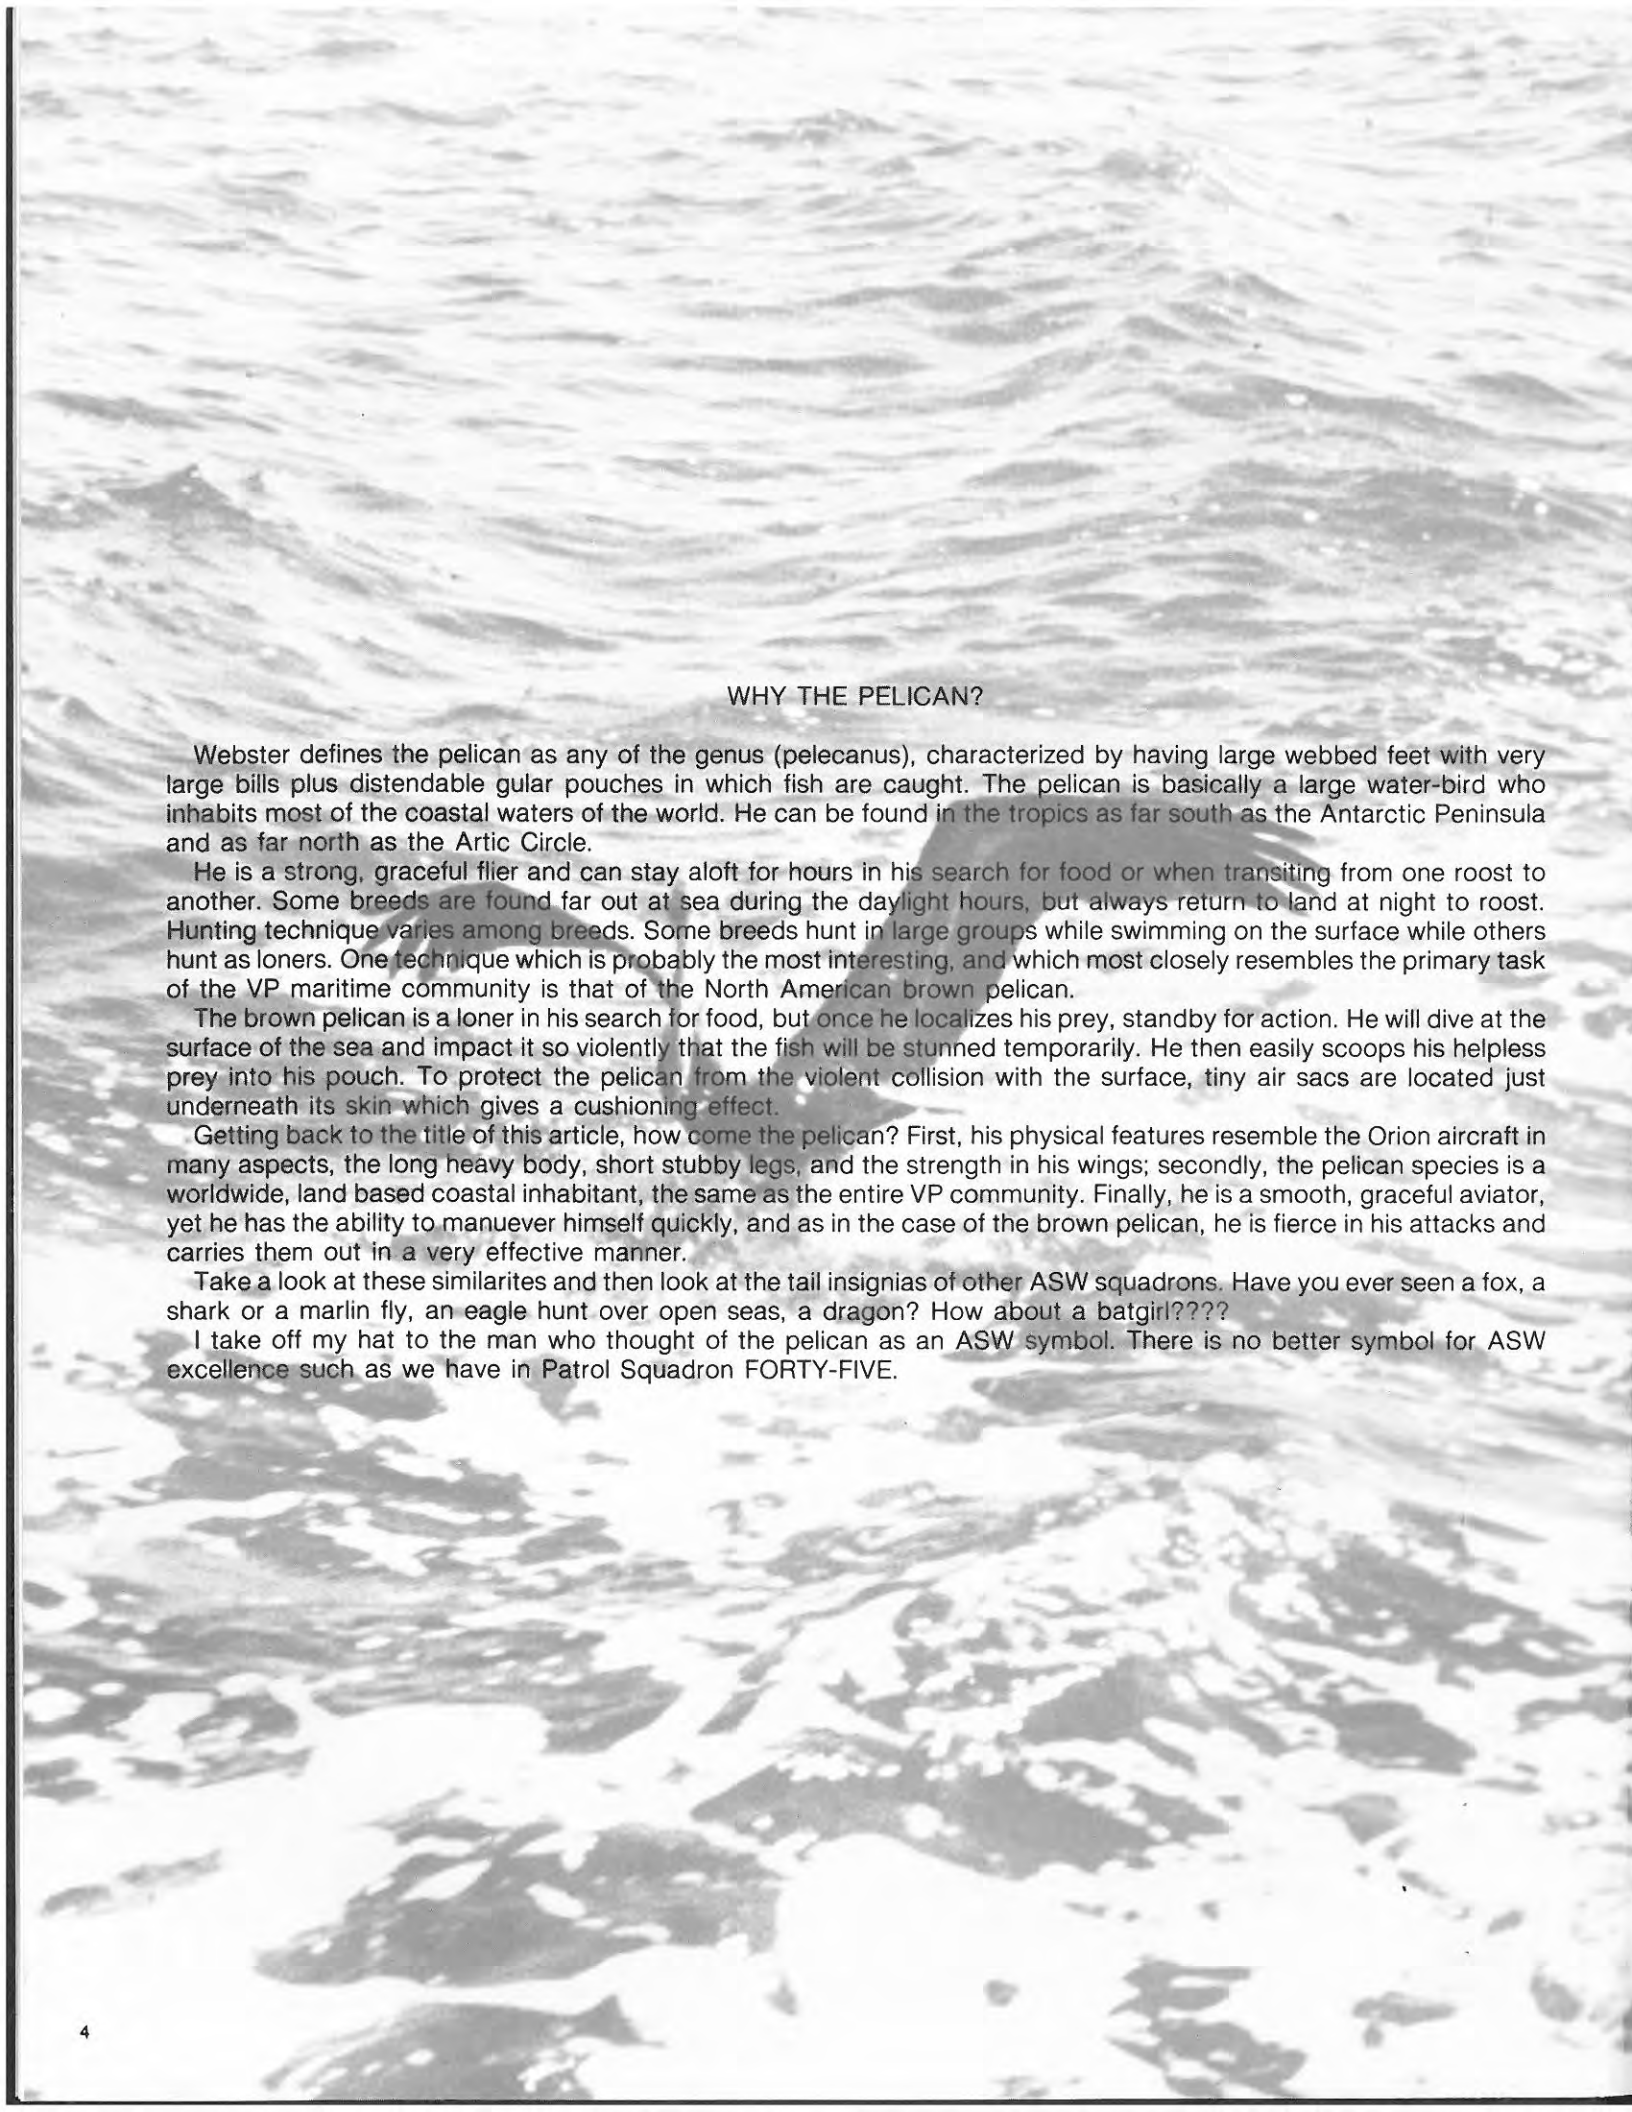 WHY THE PELICAN?
Webster defines the pelican as any of the genus (pelecanus), characterized by having large webbed feet with very
large bills plus distendable gular pouches in which fish are caught. The pelican is basically a large water-bird who
inhabits most of the coastal waters of the world. He can be found in the tropics as far south as the Antarctic Peninsula
and as far north as the Artic Circle.
He is a strong, graceful flier and can stay aloft for hours in his search for food or when transiting from one roost to
another. Some breeds are found far out at sea during the daylight hours, but always return to land at night to roost.
Hunting technique varies among breeds. Some breeds hunt in large groups while swimming on the surface while others
hunt as loners. One technique which is probably the most interesting, and which most closely resembles the primary task
of the VP maritime community is that of the North American brown pelican.
The brown pelican is a loner in his search for food, but once he localizes his prey, standby for action. He will dive at the
surface of the sea and impact it so violently that the fish will be stunned temporarily. He then easily scoops his helpless
prey into his pouch. To protect the pelican from the violent collision with the surface, tiny air sacs are located just
underneath its skin which gives a cushioning effect.
Getting back to the title of this article, how come the pelican? First, his physical features resemble the Orion aircraft in
many aspects, the long heavy body, short stubby legs, and the strength in his wings; secondly, the pelican species is a
worldwide, land based coastal inhabitant, the same as the entire VP community. Finally, he is a smooth, graceful aviator,
yet he has the ability to manuever himself quickly, and as in the case of the brown pelican, he is fierce in his attacks and
carries them out in a very effective manner.
Take a look at these similarites and then look at the tail insignias of other ASW squadrons. Have you ever seen a fox, a
shark or a marlin fly, an eagle hunt over open seas, a dragon? How about a batgirl????
I take off my hat to the man who thought of the pelican as an ASW symbol. There is no better symbol for ASW
excellence such as we have in Patrol Squadron FORTY-FIVE.
4